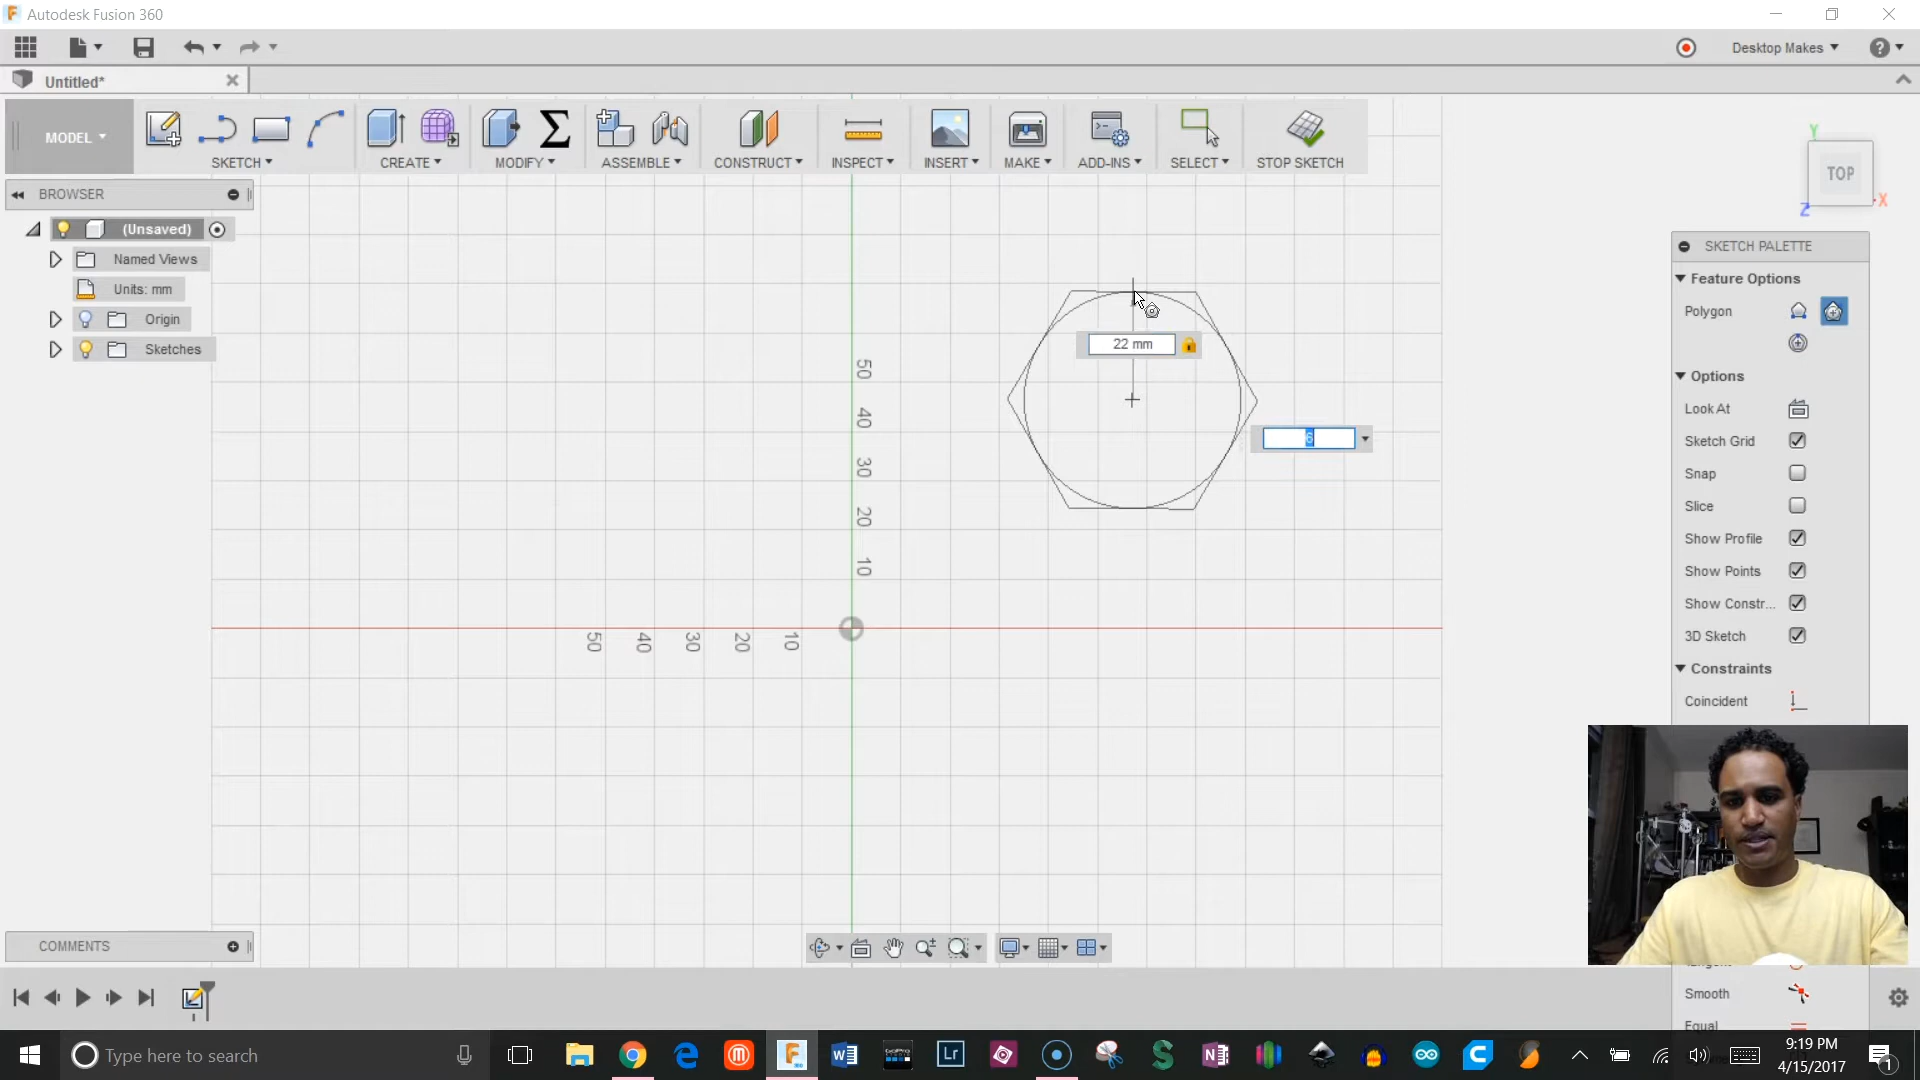 Autodesk Fusion 360
Desktop Makes
Untitled*
MODEL
SKETCH
CREATE
MODIFY
ASSEMBLE
CONSTRUCT
INSPECT
INSERT
MAKE
ADD-INS
SELECT
STOP SKETCH
BROWSER
(Unsaved)
Named Views
Units: mm
Origin
Sketches
Y
TOP
X
Z
SKETCH PALETTE
Feature Options
Polygon
Options
Look At
Sketch Grid
Snap
Slice
Show Profile
Show Points
Show Constr...
3D Sketch
Constraints
Coincident
Smooth
Equal
22 mm
6
50
40
30
20
10
50
40
30
20
10
COMMENTS
Type here to search
Lr
9:19 PM
4/15/2017
1